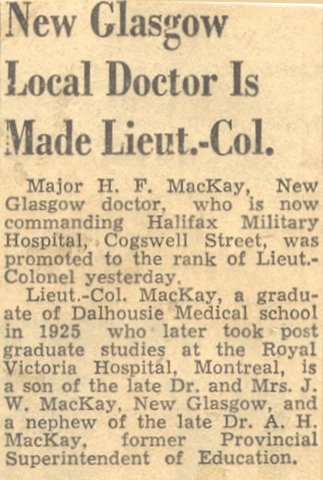 New Glasgow
Local Doctor Is
Made Lieut.-Col.
Major H. F. MacKay, New
Glasgow doctor, who is now
commanding Halifax Military
Hospital, Cogswell Street, was
promoted to the rank of Lieut.-
Colonel yesterday.
Lieut.-Col. MacKay, a gradu-
ate of Dalhousie Medical school
in 1925 who later took post
graduate studies at the Royal
Victoria Hospital, Montreal, is
a son of the late Dr. and Mrs. J.
W. MacKay, New Glasgow, and
a nephew of the late Dr. A. H.
MacKay, former Provincial
Superintendent of Education.